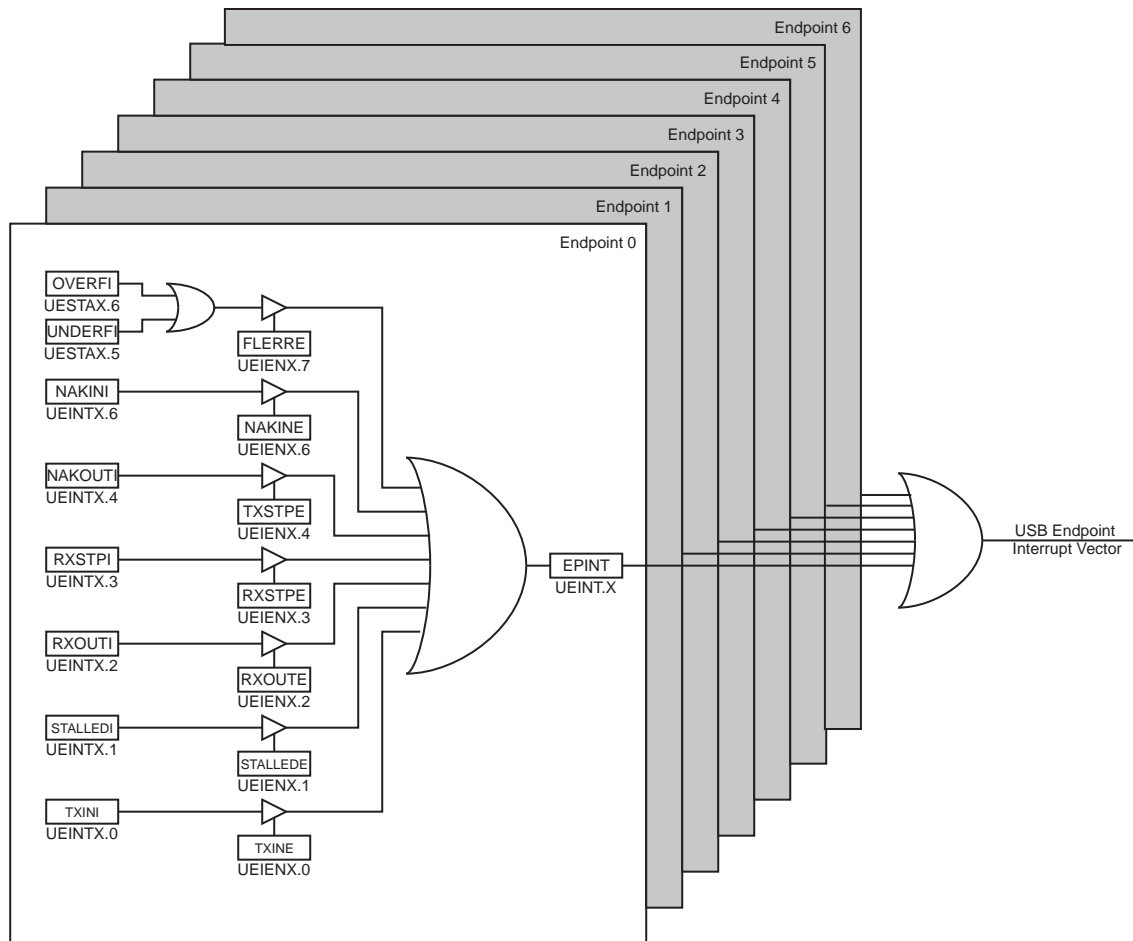 Endpoint 6
Endpoint 5
Endpoint 4
Endpoint 3
Endpoint 2
Endpoint 1
Endpoint 0
OVERFI
UESTAX.6
UNDERFI
UESTAX.5
FLERRE
UEIENX.7
NAKINI
UEINTX.6
NAKINE
UEIENX.6
NAKOUTI
UEINTX.4
TXSTPE
UEIENX.4
RXSTPI
UEINTX.3
RXSTPE
UEIENX.3
RXOUTI
UEINTX.2
RXOUTE
UEIENX.2
STALLEDI
UEINTX.1
STALLEDE
UEIENX.1
TXINI
UEINTX.0
TXINE
UEIENX.0
EPINT
UEINT.X
USB Endpoint
Interrupt Vector